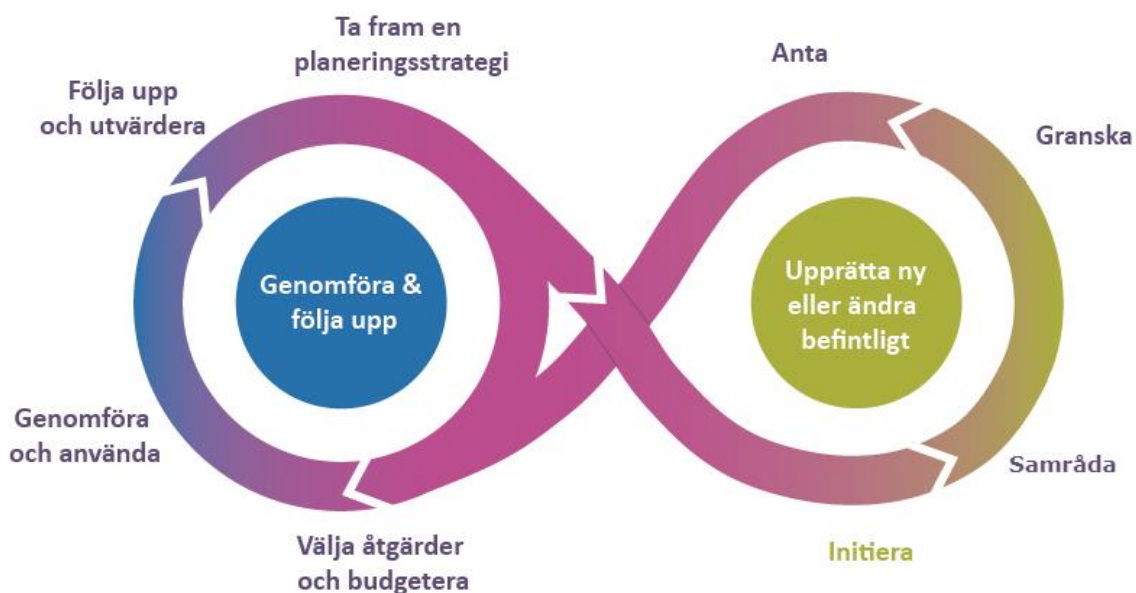 Ta fram en
planeringsstrategi
Anta
Följa upp
och utvärdera
Granska
Genomföra &
följa upp
Upprätta ny
eller ändra
befintligt
Genomföra
och använda
Samråda
Välja åtgärder
och budgetera
Initiera